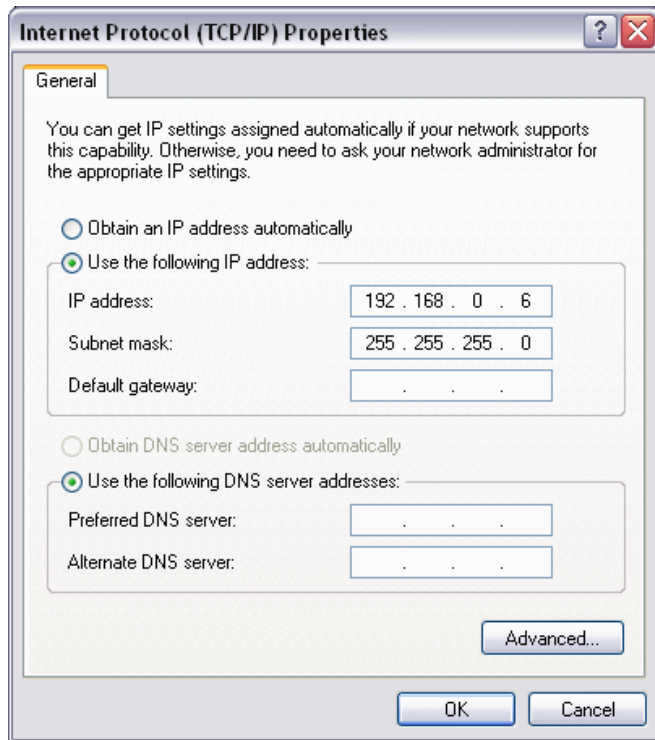 Internet Protocol (TCP/IP) Properties
?
General
You can get IP settings assigned automatically if your network supports
this capability. Otherwise, you need to ask your network administrator for
the appropriate IP settings.
Obtain an IP address automatically
Use the following IP address:
IP address: 192 . 168 . 0 . 6
Subnet mask: 255 . 255 . 255 . 0
Default gateway: . . .
Obtain DNS server address automatically
Use the following DNS server addresses:
Preferred DNS server: . . .
Alternate DNS server: . . .
Advanced...
OK Cancel